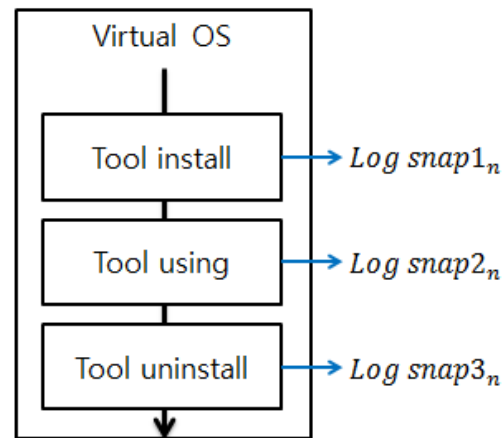 Virtual OS
Tool install
Log snap1ₙ
Tool using
Log snap2ₙ
Tool uninstall
Log snap3ₙ